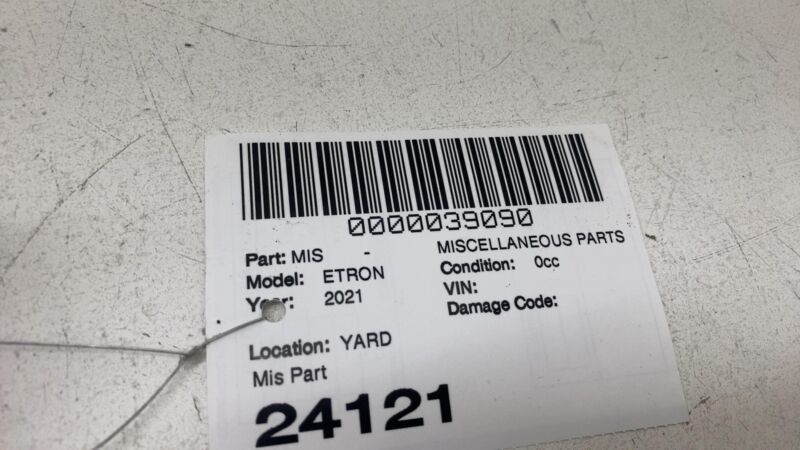 0000039090
Part: MIS - MISCELLANEOUS PARTS
Model: ETRON Condition: 0cc
Year: 2021 VIN:
Damage Code:
Location: YARD
Mis Part
24121